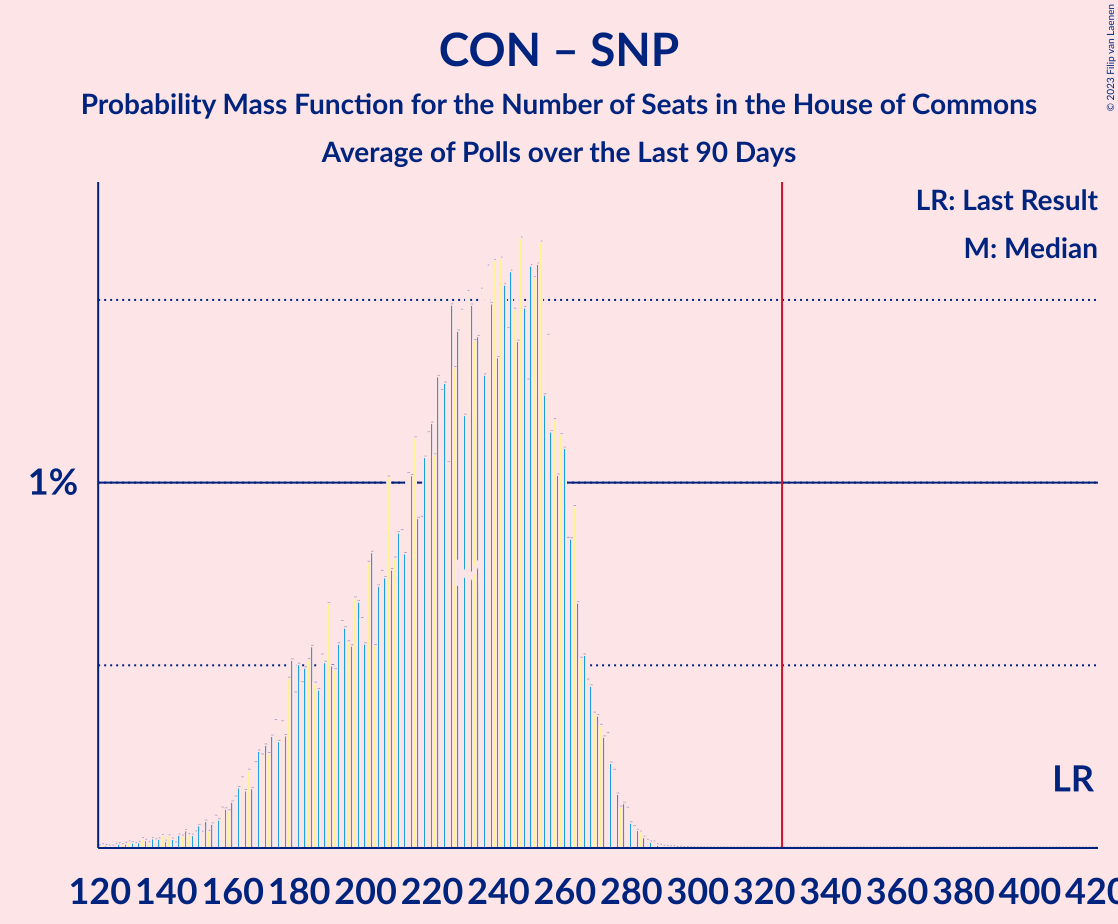 CON – SNP
Probability Mass Function for the Number of Seats in the House of Commons
Average of Polls over the Last 90 Days
© 2023 Filip van Laenen
LR: Last Result
M: Median
1%
M
LR
120 140 160 180 200 220 240 260 280 300 320 340 360 380 400 420